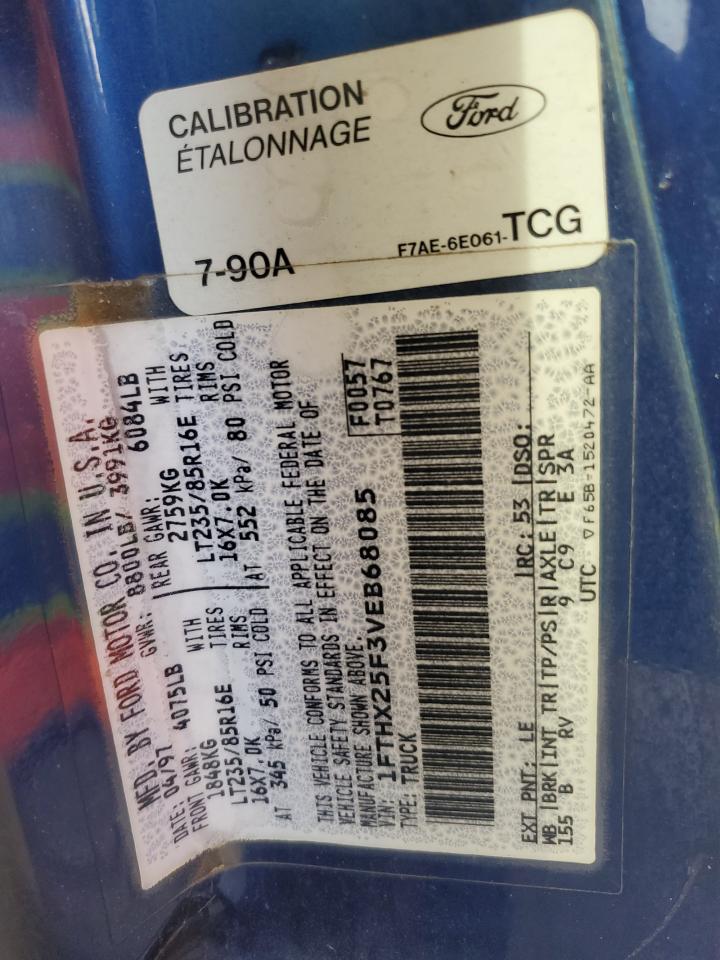 CALIBRATION
ÉTALONNAGE
Ford
7-90A F7AE-6E061-TCG
MFD. BY FORD MOTOR CO. IN U.S.A.
DATE: 04/97 GVWR: 8800LB/ 3991KG
FRONT GAWR: 4075LB REAR GAWR: 6084LB
1848KG WITH 2759KG WITH
LT235/85R16E TIRES LT235/85R16E TIRES
16X7.0K RIMS 16X7.0K RIMS
AT 345 kPa/ 50 PSI COLD AT 552 kPa/ 80 PSI COLD
THIS VEHICLE CONFORMS TO ALL APPLICABLE FEDERAL MOTOR
VEHICLE SAFETY STANDARDS IN EFFECT ON THE DATE OF
MANUFACTURE SHOWN ABOVE.
VIN: 1FTHX25F3VEB68085 F0057
TYPE: TRUCK T0767
EXT PNT: LE RC: 53 DSO:
WB BRK INT TR TP/PS R AXLE TR SPR
155 B RV 9 C9 E 3A
UTC ▽F65B-1520472-AA